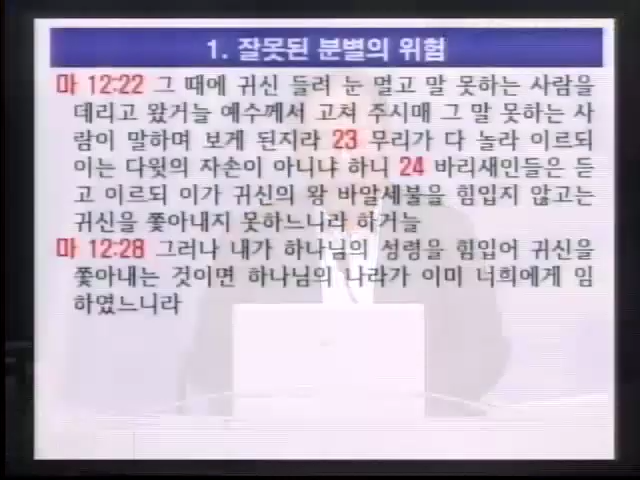 1. 잘못된 분별의 위험
마 12:22 그 때에 귀신 들려 눈 멀고 말 못하는 사람을
데리고 왔거늘 예수께서 고쳐 주시매 그 말 못하는 사
람이 말하며 보게 된지라 23 무리가 다 놀라 이르되
이는 다윗의 자손이 아니냐 하니 24 바리새인들은 듣
고 이르되 이가 귀신의 왕 바알세불을 힘입지 않고는
귀신을 쫓아내지 못하느니라 하거늘
마 12:28 그러나 내가 하나님의 성령을 힘입어 귀신을
쫓아내는 것이면 하나님의 나라가 이미 너희에게 임
하였느니라